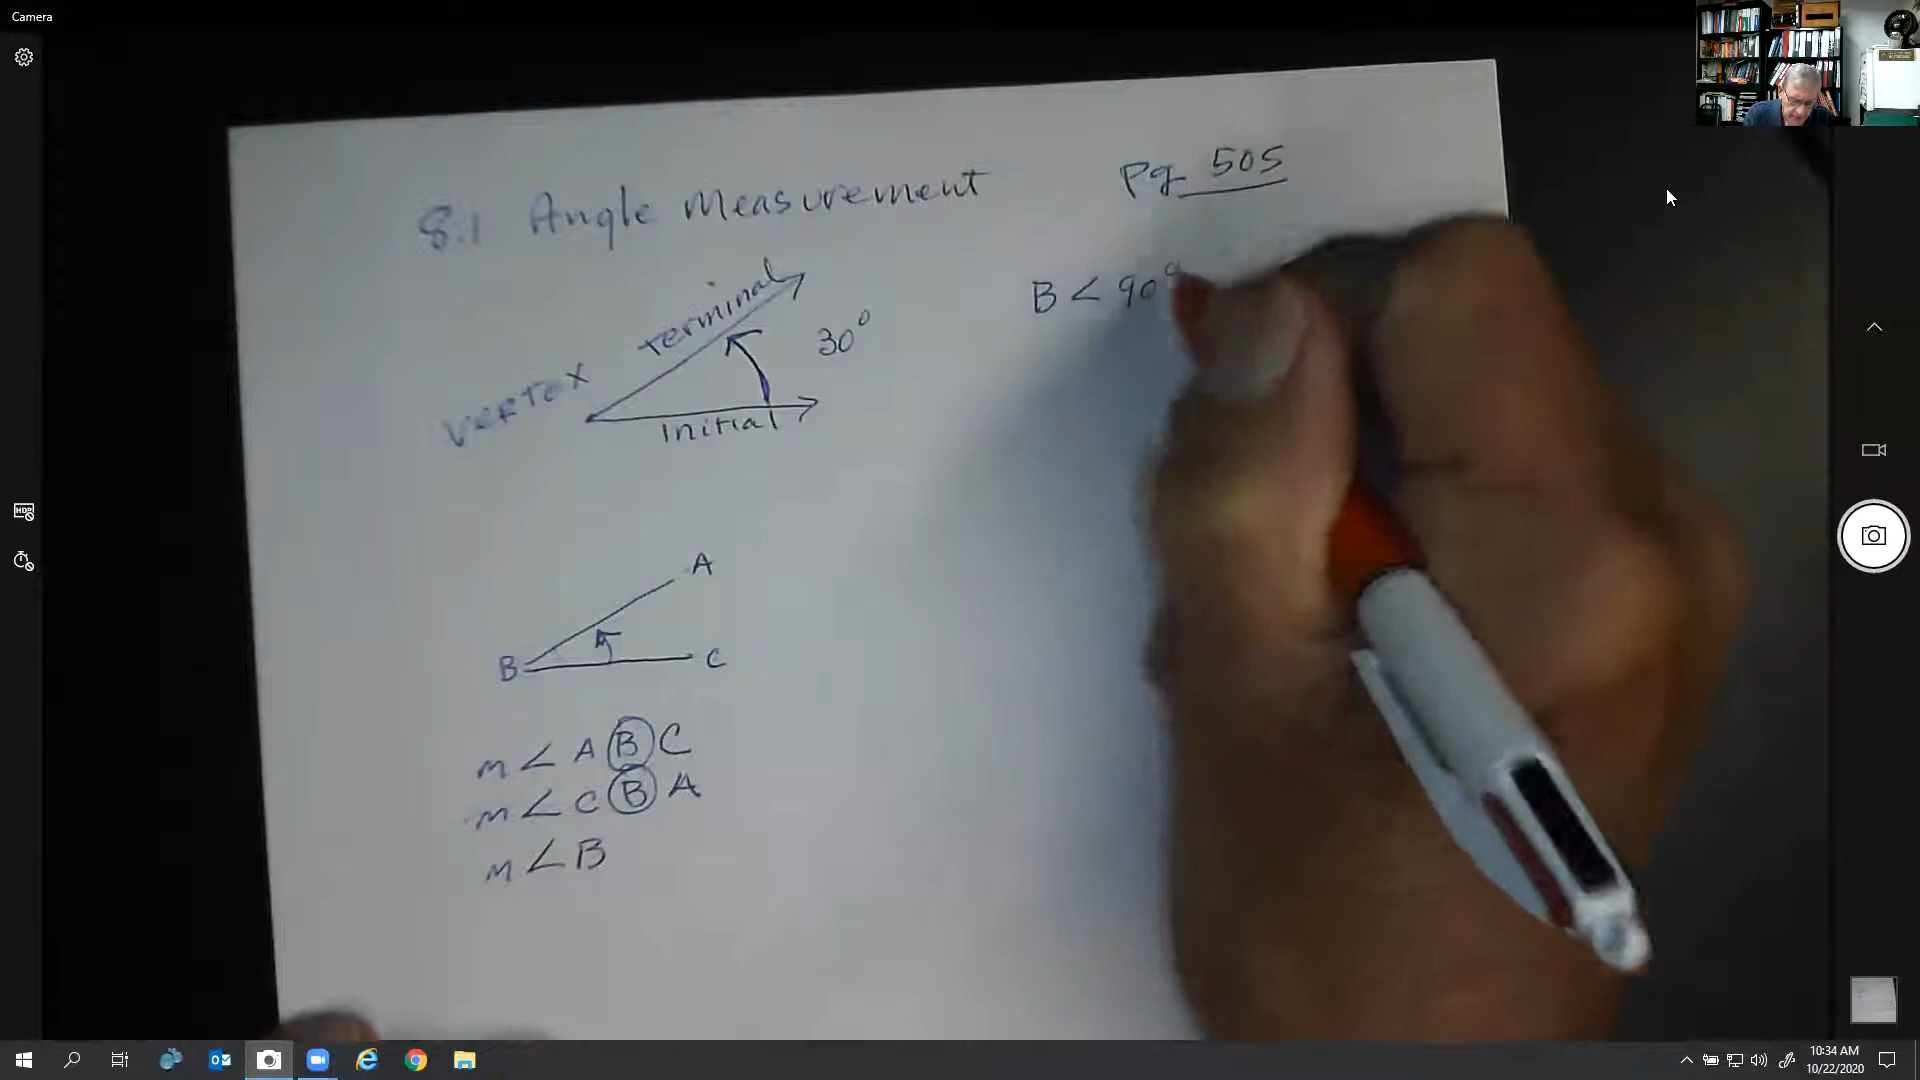 Camera
8.1 Angle Measurement
Pg 505
terminal
30°
vertex
Initial
B < 90°
A
B
C
m∠ABC
m∠CBA
m∠B
10:34 AM
10/22/2020